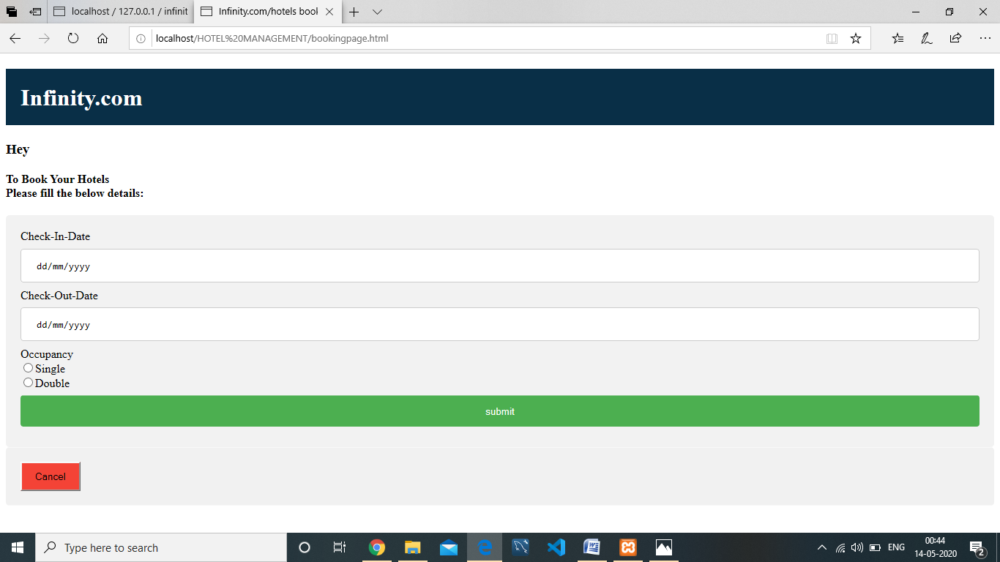 localhost / 127.0.0.1 / infinit
Infinity.com/hotels bool
localhost/HOTEL%20MANAGEMENT/bookingpage.html
Infinity.com
Hey
To Book Your Hotels
Please fill the below details:
Check-In-Date
dd/mm/yyyy
Check-Out-Date
dd/mm/yyyy
Occupancy
Single
Double
submit
Cancel
Type here to search
ENG
00:44
14-05-2020
2